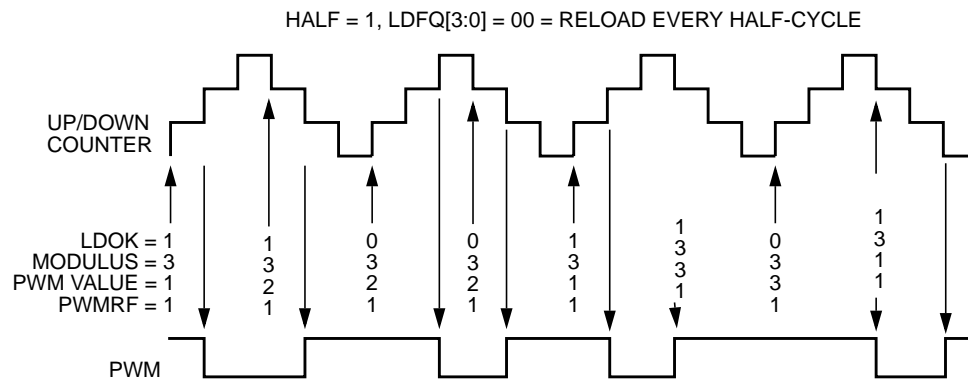 HALF = 1, LDFQ[3:0] = 00 = RELOAD EVERY HALF-CYCLE
UP/DOWN
COUNTER
LDOK = 1 1 0 0 1 1 0 1
MODULUS = 3 3 3 3 3 3 3 3
PWM VALUE = 1 2 2 2 1 3 3 1
PWMRF = 1 1 1 1 1 1 1 1
PWM